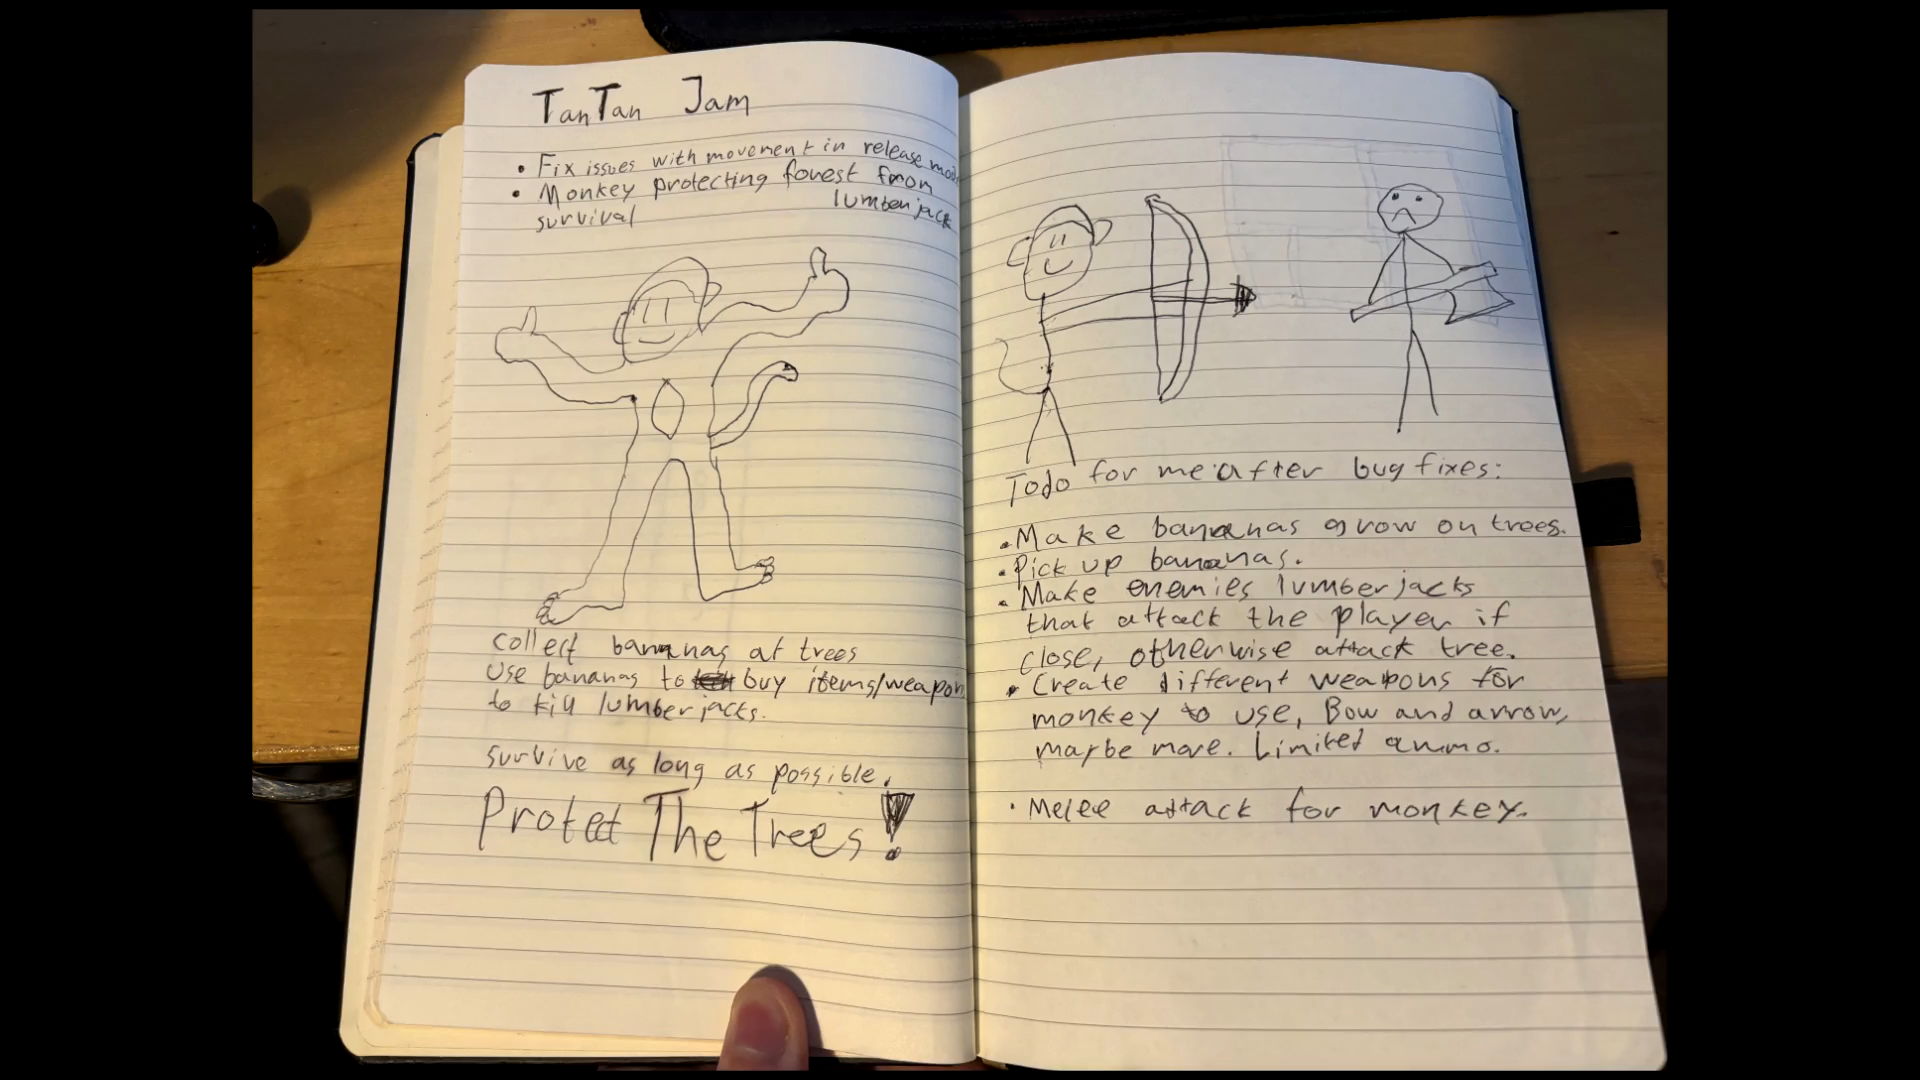 TanTan Jam
• Fix issues with movement in release mode
• Monkey protecting forest from
lumberjack
survival
collect bananas at trees
use bananas to buy items/weapons
to kill lumberjacks.
survive as long as possible.
Protect The Trees!
Todo for me after bug fixes:
• Make bananas grow on trees.
• Pick up bananas.
• Make enemies lumberjacks
that attack the player if
close, otherwise attack tree.
• Create different weapons for
monkey to use, Bow and arrow,
maybe more. Limited ammo.
• Melee attack for monkey.